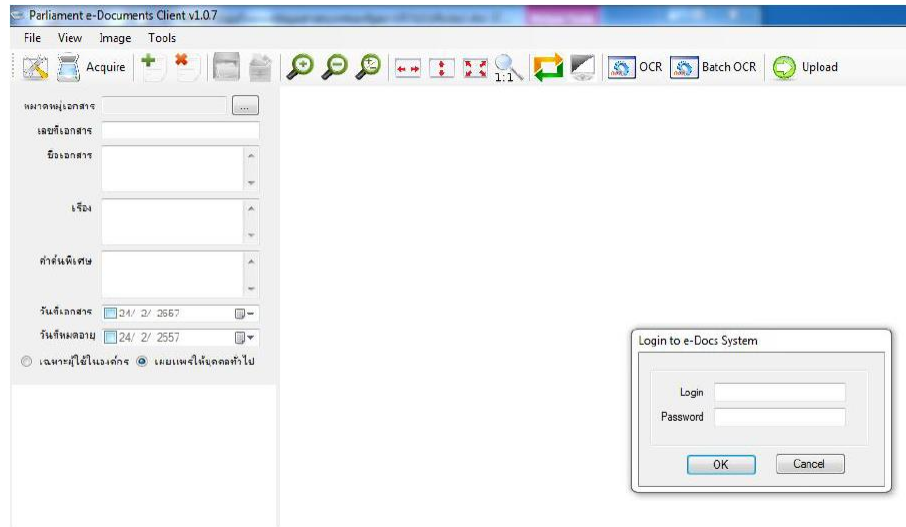 Parliament e-Documents Client v1.0.7
File View Image Tools
Acquire 1:1 OCR Batch OCR Upload
หมวดหมู่เอกสาร ...
เลขที่เอกสาร
ชื่อเอกสาร
เรื่อง
คำค้นพิเศษ
วันที่เอกสาร 24/ 2/ 2557
วันที่หมดอายุ 24/ 2/ 2557
เฉพาะผู้ใช้ในองค์กร เผยแพร่ให้บุคคลทั่วไป
Login to e-Docs System
Login
Password
OK Cancel